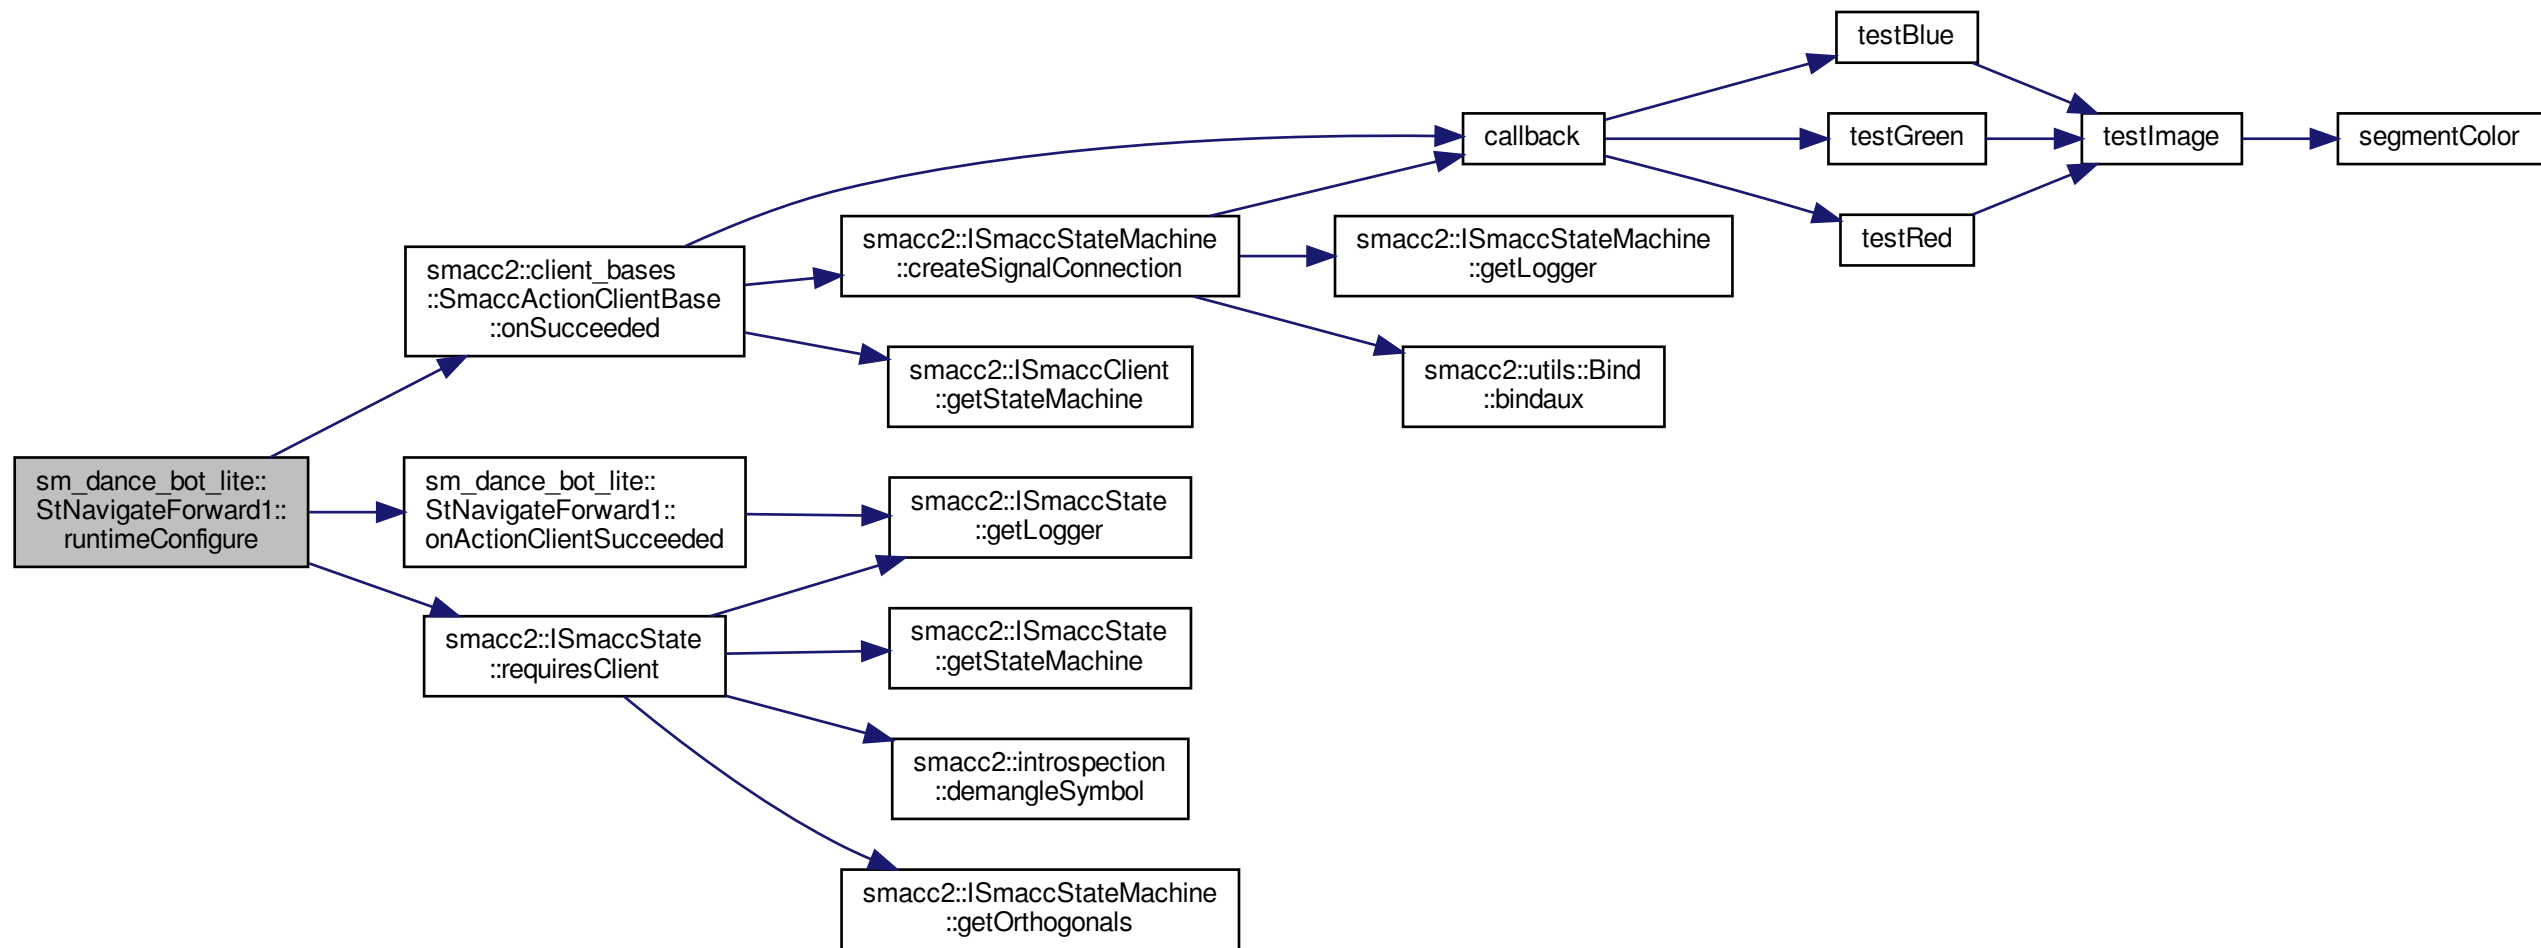 sm_dance_bot_lite::
StNavigateForward1::
runtimeConfigure
smacc2::client_bases
::SmaccActionClientBase
::onSucceeded
callback
testBlue
testImage
segmentColor
testGreen
testRed
smacc2::ISmaccStateMachine
::createSignalConnection
smacc2::ISmaccStateMachine
::getLogger
smacc2::utils::Bind
::bindaux
smacc2::ISmaccClient
::getStateMachine
sm_dance_bot_lite::
StNavigateForward1::
onActionClientSucceeded
smacc2::ISmaccState
::getLogger
smacc2::ISmaccState
::requiresClient
smacc2::ISmaccState
::getStateMachine
smacc2::introspection
::demangleSymbol
smacc2::ISmaccStateMachine
::getOrthogonals